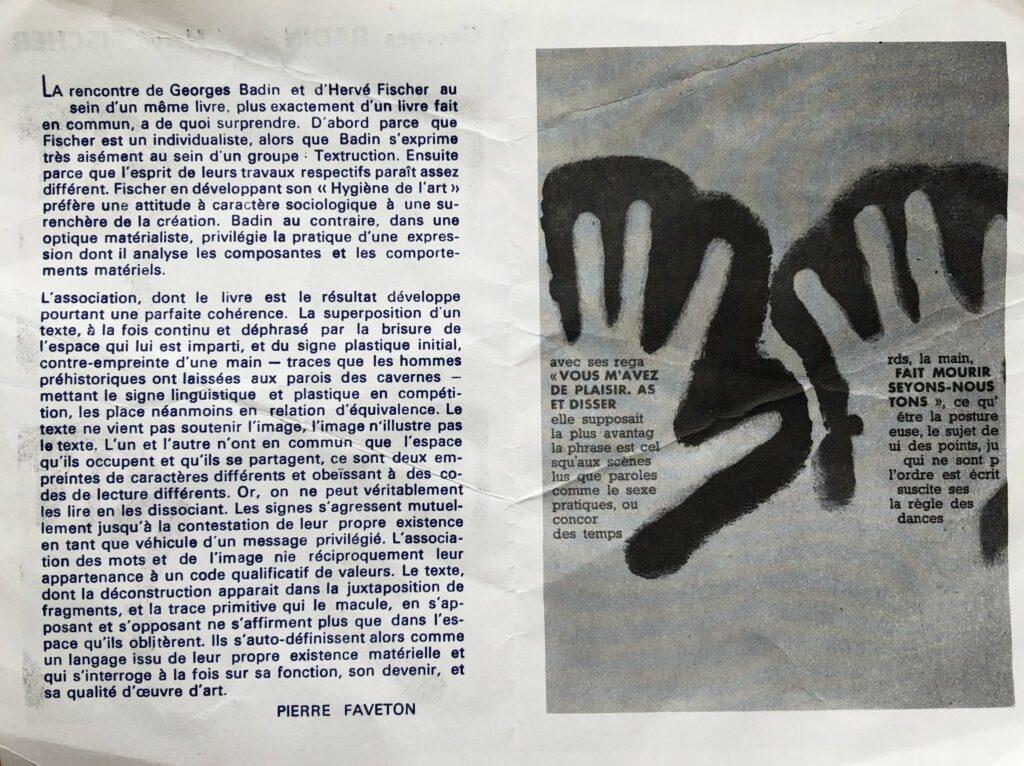 LA rencontre de Georges Badin et d'Hervé Fischer au
sein d'un même livre, plus exactement d'un livre fait
en commun, a de quoi surprendre. D'abord parce que
Fischer est un individualiste, alors que Badin s'exprime
très aisément au sein d'un groupe : Textruction. Ensuite
parce que l'esprit de leurs travaux respectifs paraît assez
différent. Fischer en développant son « Hygiène de l'art »
préfère une attitude à caractère sociologique à une su-
renchère de la création. Badin au contraire, dans une
optique matérialiste, privilégie la pratique d'une expres-
sion dont il analyse les composantes et les comporte-
ments matériels.
L'association, dont le livre est le résultat développe
pourtant une parfaite cohérence. La superposition d'un
texte, à la fois continu et déphrasé par la brisure de
l'espace qui lui est imparti, et du signe plastique initial,
contre-empreinte d'une main — traces que les hommes
préhistoriques ont laissées aux parois des cavernes —
mettant le signe linguistique et plastique en compéti-
tion, les place néanmoins en relation d'équivalence. Le
texte ne vient pas soutenir l'image, l'image n'illustre pas
le texte. L'un et l'autre n'ont en commun que l'espace
qu'ils occupent et qu'ils se partagent, ce sont deux em-
preintes de caractères différents et obeïssant à des co-
des de lecture différents. Or, on ne peut véritablement
les lire en les dissociant. Les signes s'agressent mutuel-
lement jusqu'à la contestation de leur propre existence
en tant que véhicule d'un message privilégié. L'associa-
tion des mots et de l'image nie réciproquement leur
appartenance à un code qualificatif de valeurs. Le texte,
dont la déconstruction apparait dans la juxtaposition de
fragments, et la trace primitive qui le macule, en s'ap-
posant et s'opposant ne s'affirment plus que dans l'es-
pace qu'ils oblitèrent. Ils s'auto-définissent alors comme
un langage issu de leur propre existence matérielle et
qui s'interroge à la fois sur sa fonction, son devenir, et
sa qualité d'œuvre d'art.
PIERRE FAVETON
avec ses rega
« VOUS M'AVEZ
DE PLAISIR. AS
ET DISSER
elle supposait
la plus avantag
la phrase est cel
squ'aux scènes
lus que paroles
comme le sexe
pratiques, ou
concor
des temps
rds, la main,
FAIT MOURIR
SEYONS-NOUS
TONS », ce qu'
être la posture
euse, le sujet de
ui des points, ju
qui ne sont p
l'ordre est écrit
suscite ses
la règle des
dances